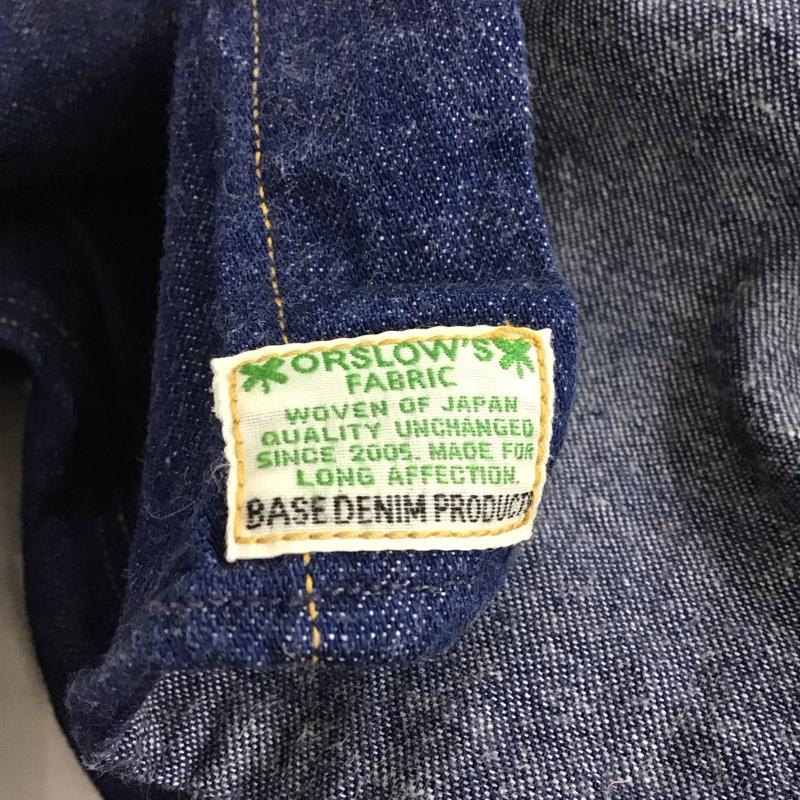 ORSLOW'S
FABRIC
WOVEN OF JAPAN
QUALITY UNCHANGED
SINCE 2005. MADE FOR
LONG AFFECTION.
BASE DENIM PRODUCT